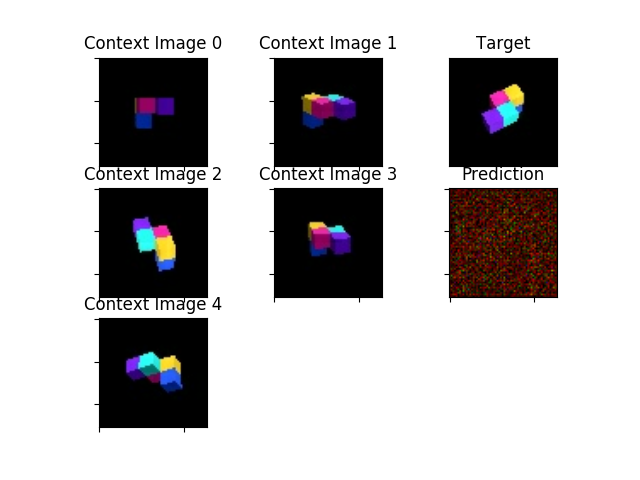 Context Image 0
Context Image 1
Target
Context Image 2
Context Image 3
Prediction
Context Image 4